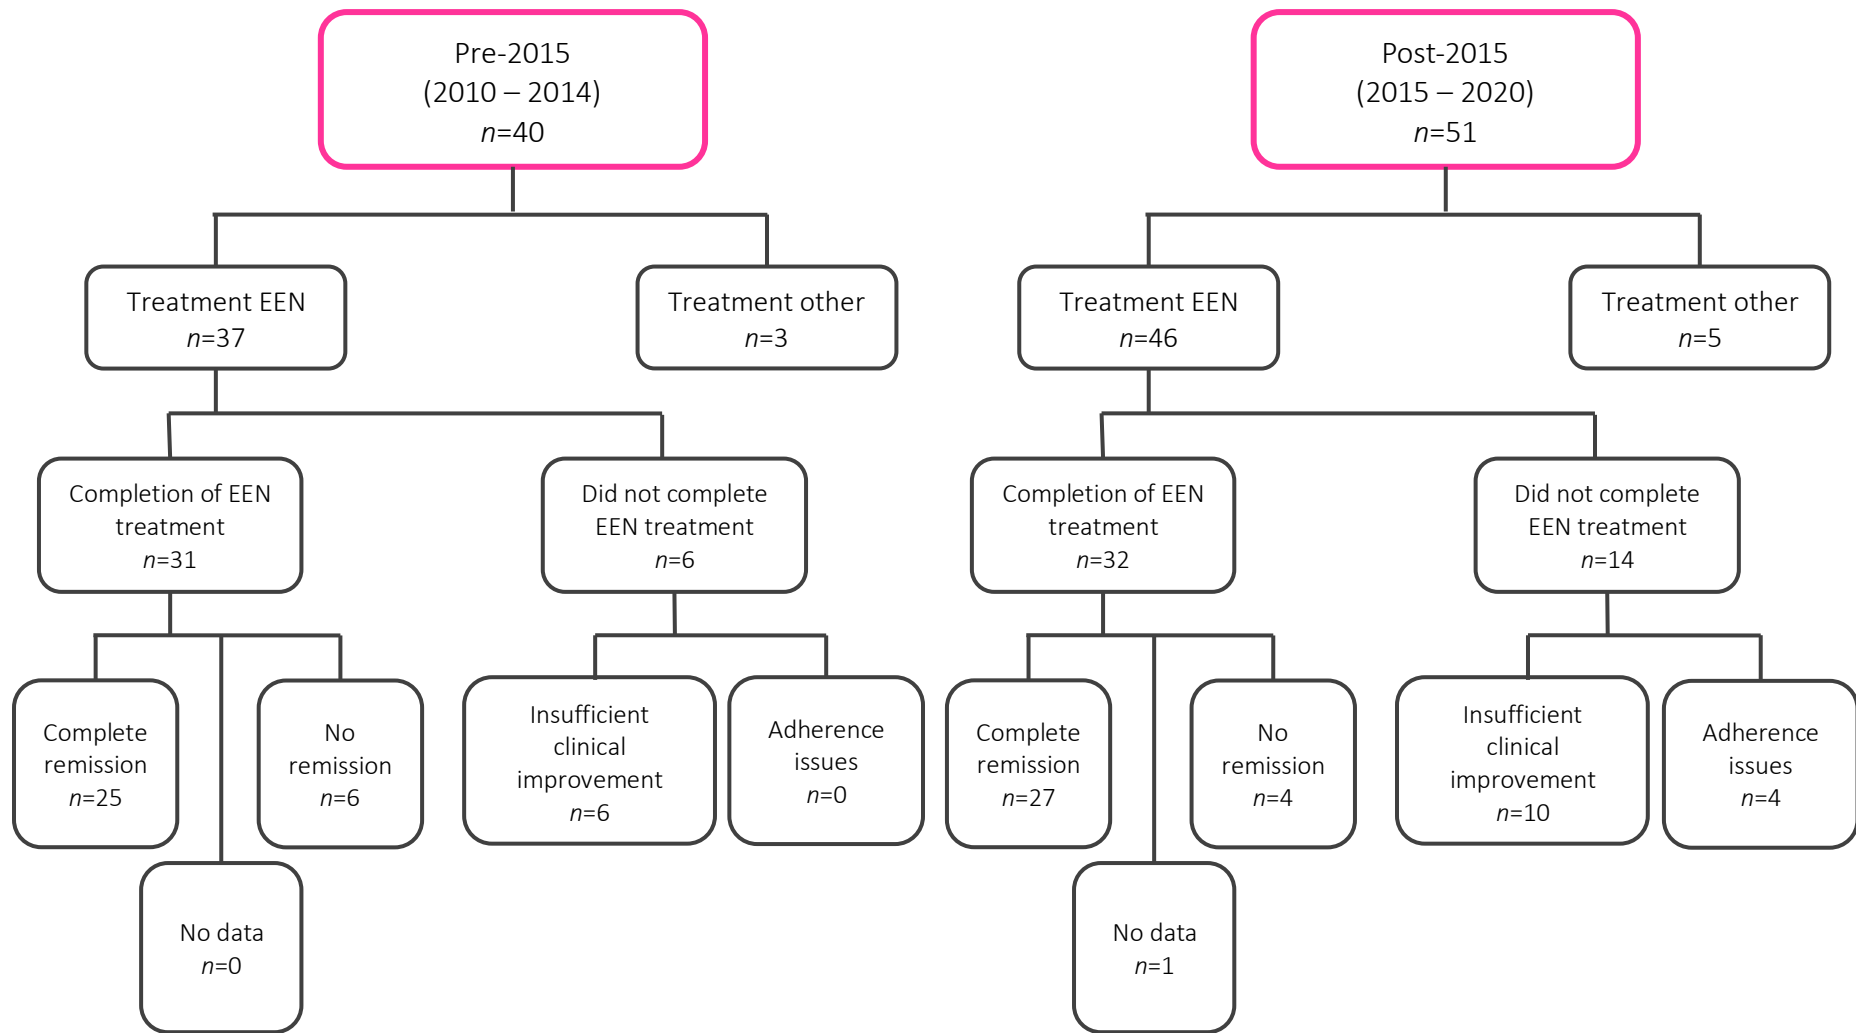 Pre-2015
(2010 – 2014)
n=40
Post-2015
(2015 – 2020)
n=51
Treatment EEN
n=37
Treatment other
n=3
Treatment EEN
n=46
Treatment other
n=5
Completion of EEN
treatment
n=31
Did not complete
EEN treatment
n=6
Completion of EEN
treatment
n=32
Did not complete
EEN treatment
n=14
Complete
remission
n=25
No
remission
n=6
Insufficient
clinical
improvement
n=6
Adherence
issues
n=0
Complete
remission
n=27
No
remission
n=4
Insufficient
clinical
improvement
n=10
Adherence
issues
n=4
No data
n=0
No data
n=1